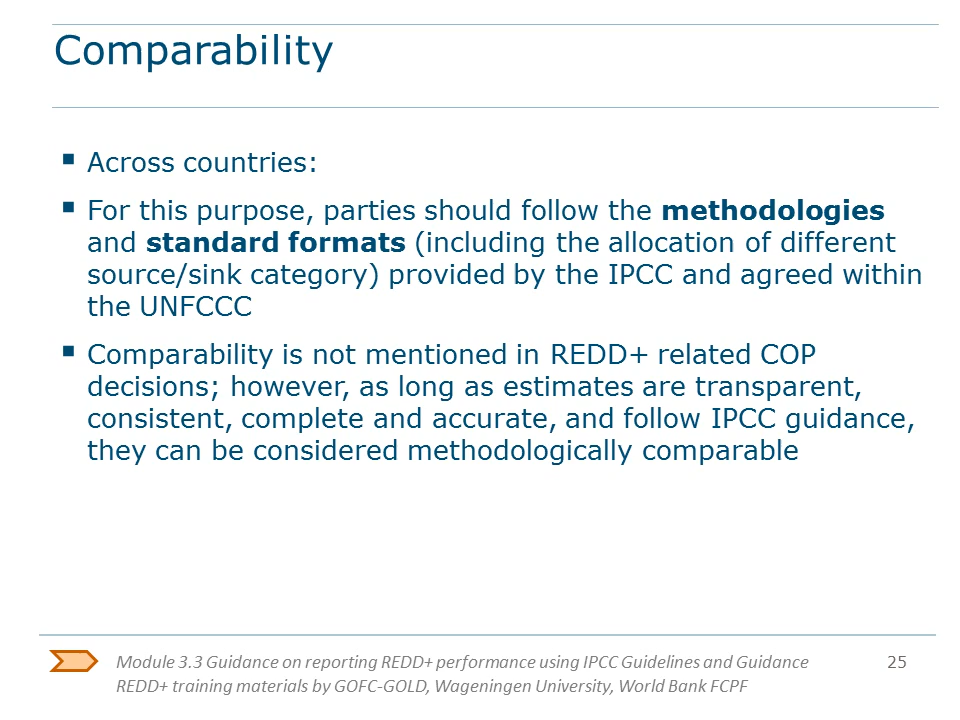 Comparability
▪ Across countries:
▪ For this purpose, parties should follow the methodologies
and standard formats (including the allocation of different
source/sink category) provided by the IPCC and agreed within
the UNFCCC
▪ Comparability is not mentioned in REDD+ related COP
decisions; however, as long as estimates are transparent,
consistent, complete and accurate, and follow IPCC guidance,
they can be considered methodologically comparable
Module 3.3 Guidance on reporting REDD+ performance using IPCC Guidelines and Guidance 25
REDD+ training materials by GOFC-GOLD, Wageningen University, World Bank FCPF